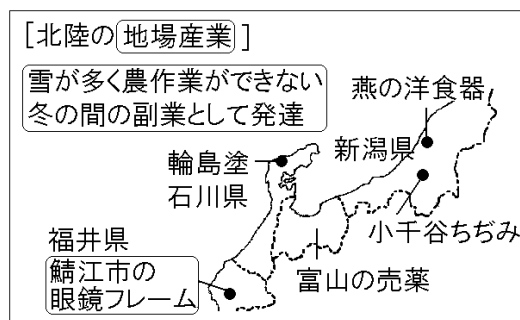 [北陸の地場産業]
雪が多く農作業ができない
冬の間の副業として発達
燕の洋食器
新潟県
輪島塗
石川県
小千谷ちぢみ
福井県
鯖江市の
眼鏡フレーム
富山の売薬